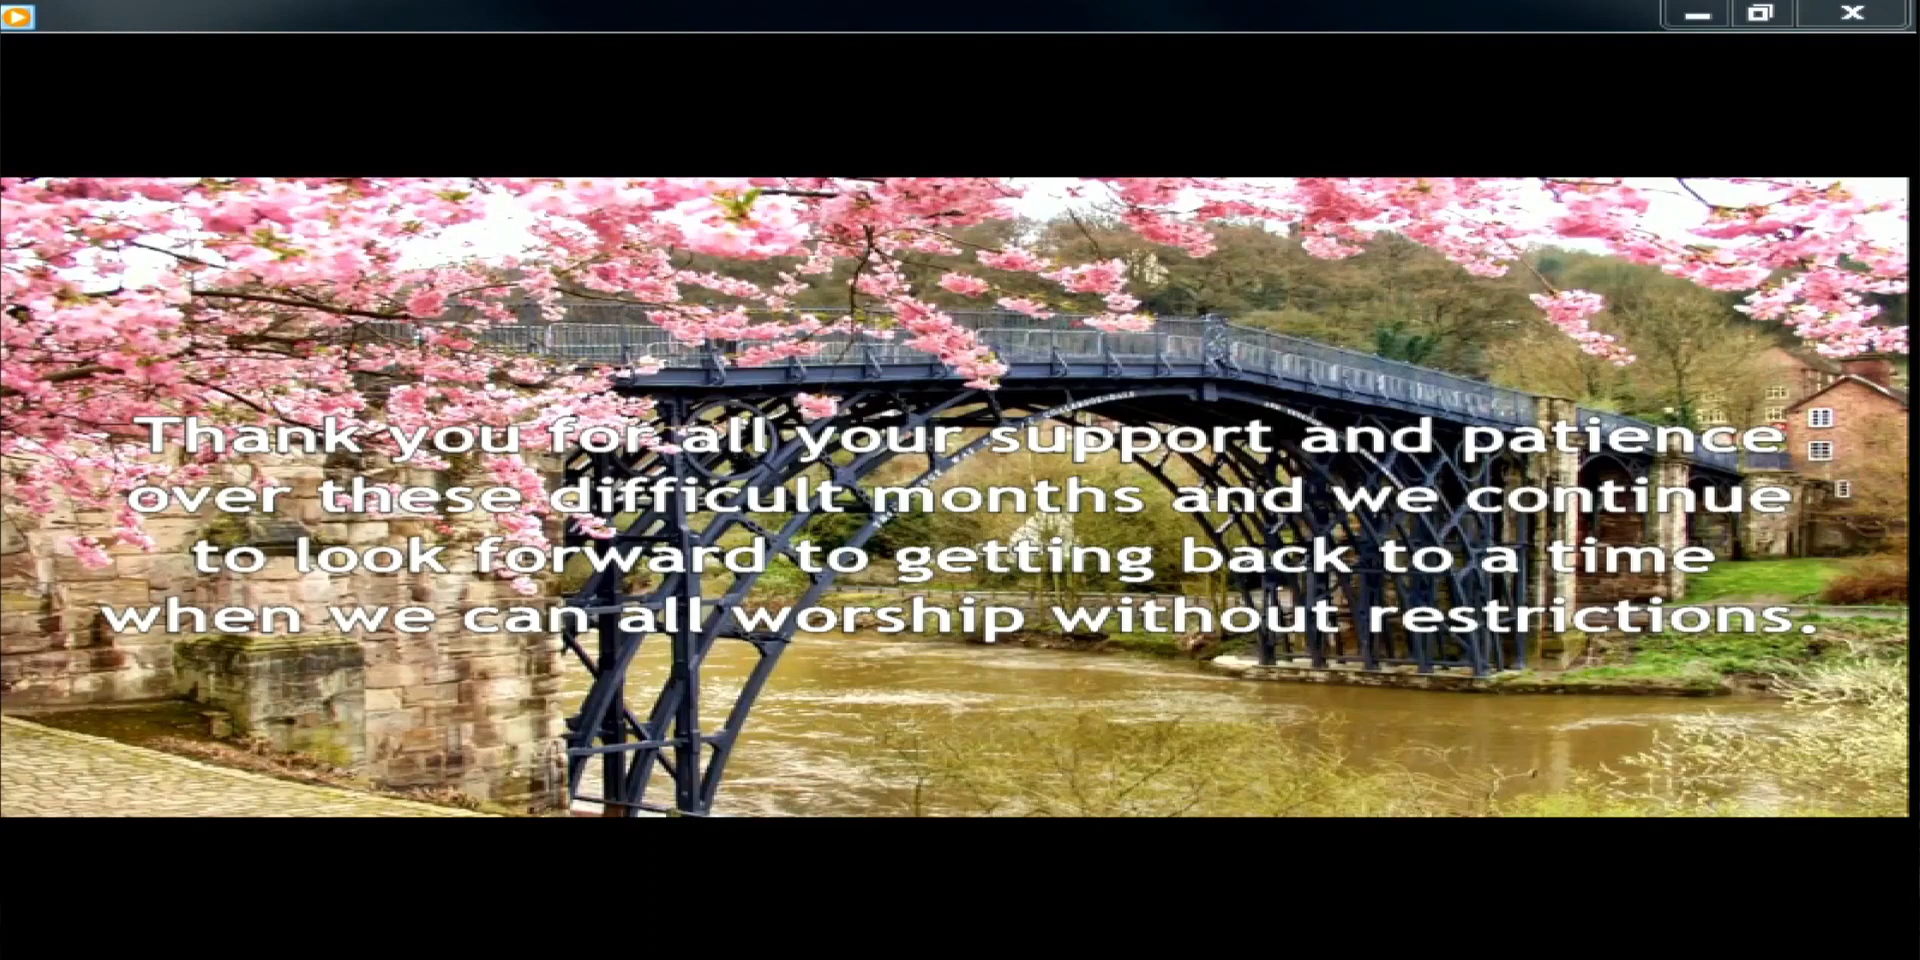 Thank you for all your support and patience
over these difficult months and we continue
to look forward to getting back to a time
when we can all worship without restrictions.